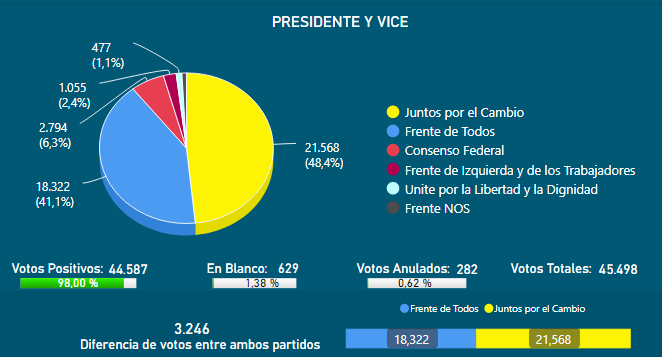 PRESIDENTE Y VICE
477
(1,1%)
1.055
(2,4%)
2.794
(6,3%)
18.322
(41,1%)
21.568
(48,4%)
Juntos por el Cambio
Frente de Todos
Consenso Federal
Frente de Izquierda y de los Trabajadores
Unite por la Libertad y la Dignidad
Frente NOS
Votos Positivos: 44.587
98,00 %
En Blanco: 629
1,38 %
Votos Anulados: 282
0,62 %
Votos Totales: 45.498
3.246
Diferencia de votos entre ambos partidos
Frente de Todos Juntos por el Cambio
18,322 21,568